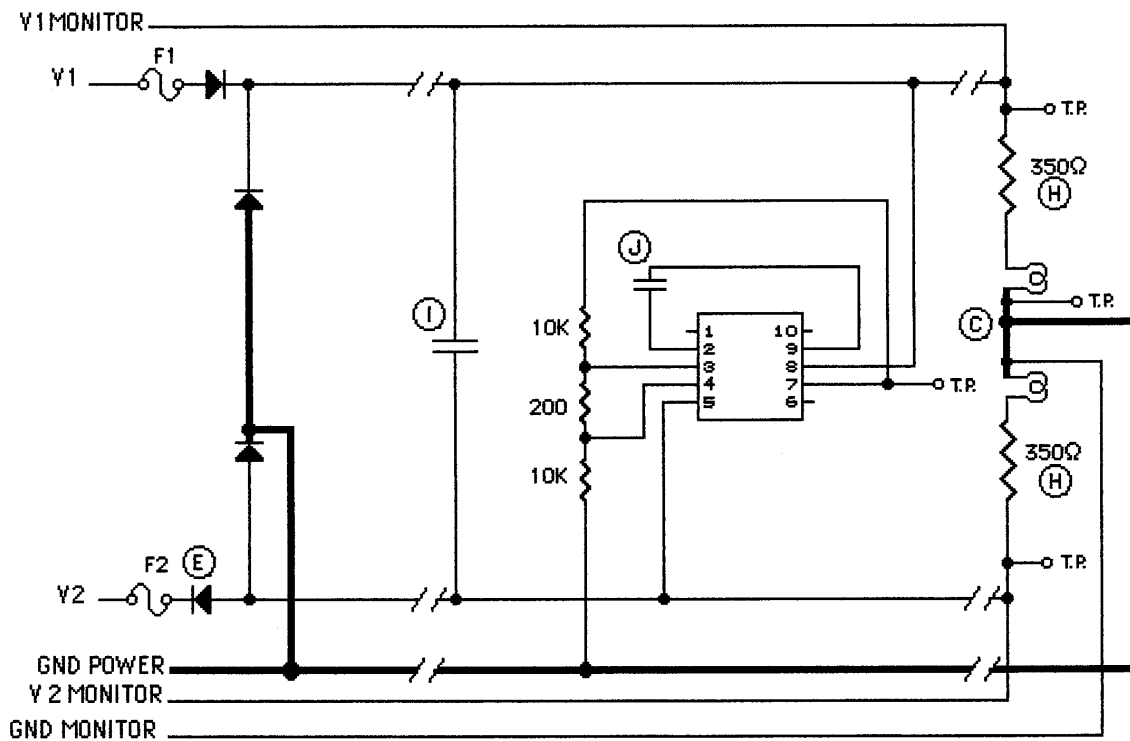 V1 MONITOR
F1
V1
T.P.
350Ω
H
J
I
T.P.
C
10K
1 10
2 9
3 8
4 7
5 6
T.P.
200
350Ω
H
10K
F2
E
T.P.
V2
GND POWER
V 2 MONITOR
GND MONITOR